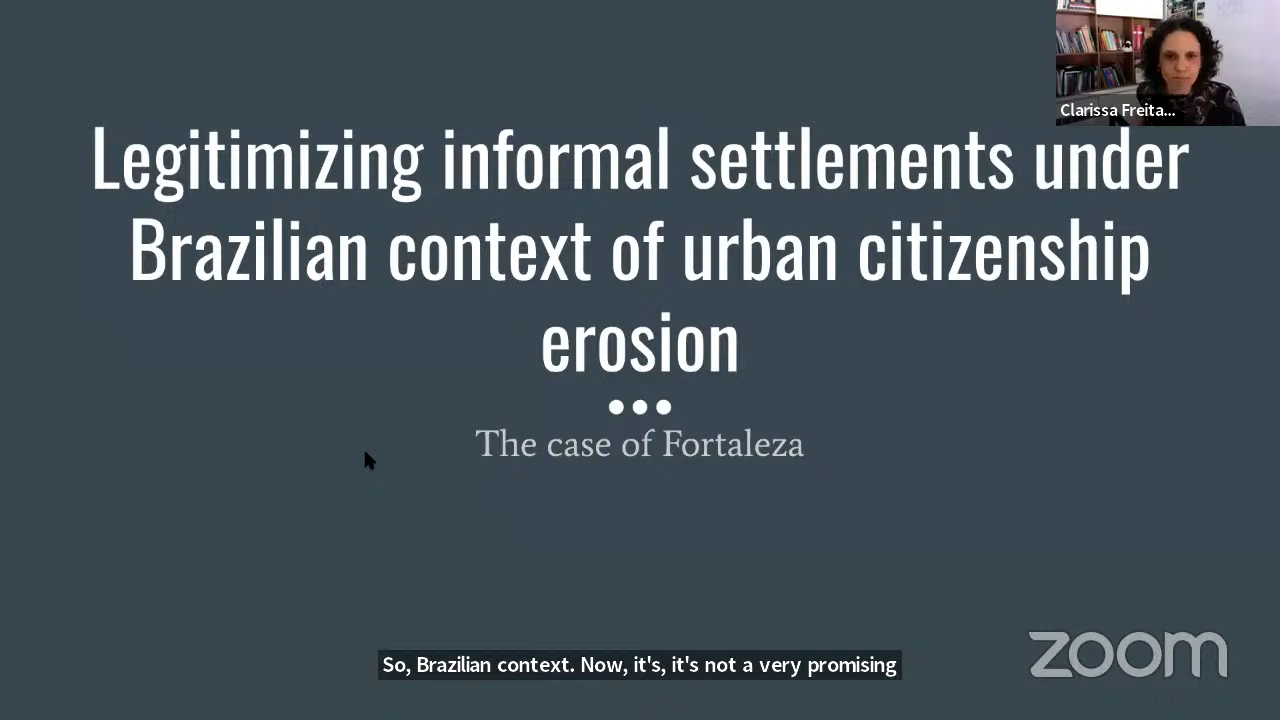 Clarissa Freita...
Legitimizing informal settlements under
Brazilian context of urban citizenship
erosion
The case of Fortaleza
So, Brazilian context. Now, it's, it's not a very promising
zoom